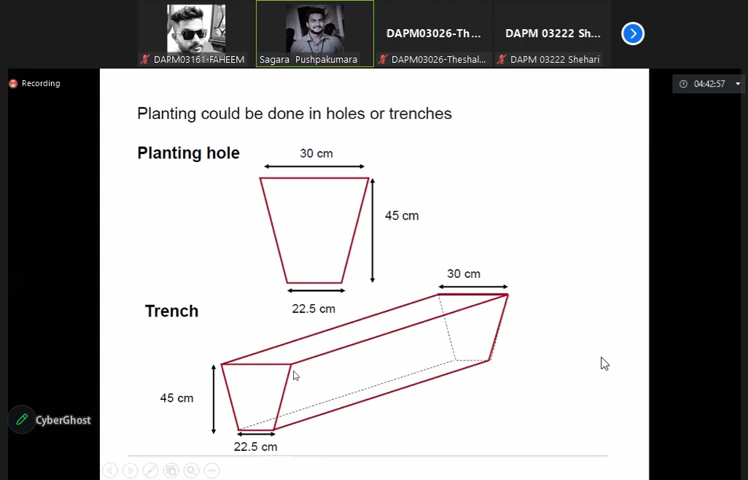 DAPM03026-Th...
DAPM 03222 Sh...
DARM03161-FAHEEM
Sagara Pushpakumara
DAPM03026-Theshal...
DAPM 03222 Shehari
Recording
04:42:57
Planting could be done in holes or trenches
Planting hole
30 cm
45 cm
22.5 cm
Trench
30 cm
45 cm
22.5 cm
CyberGhost